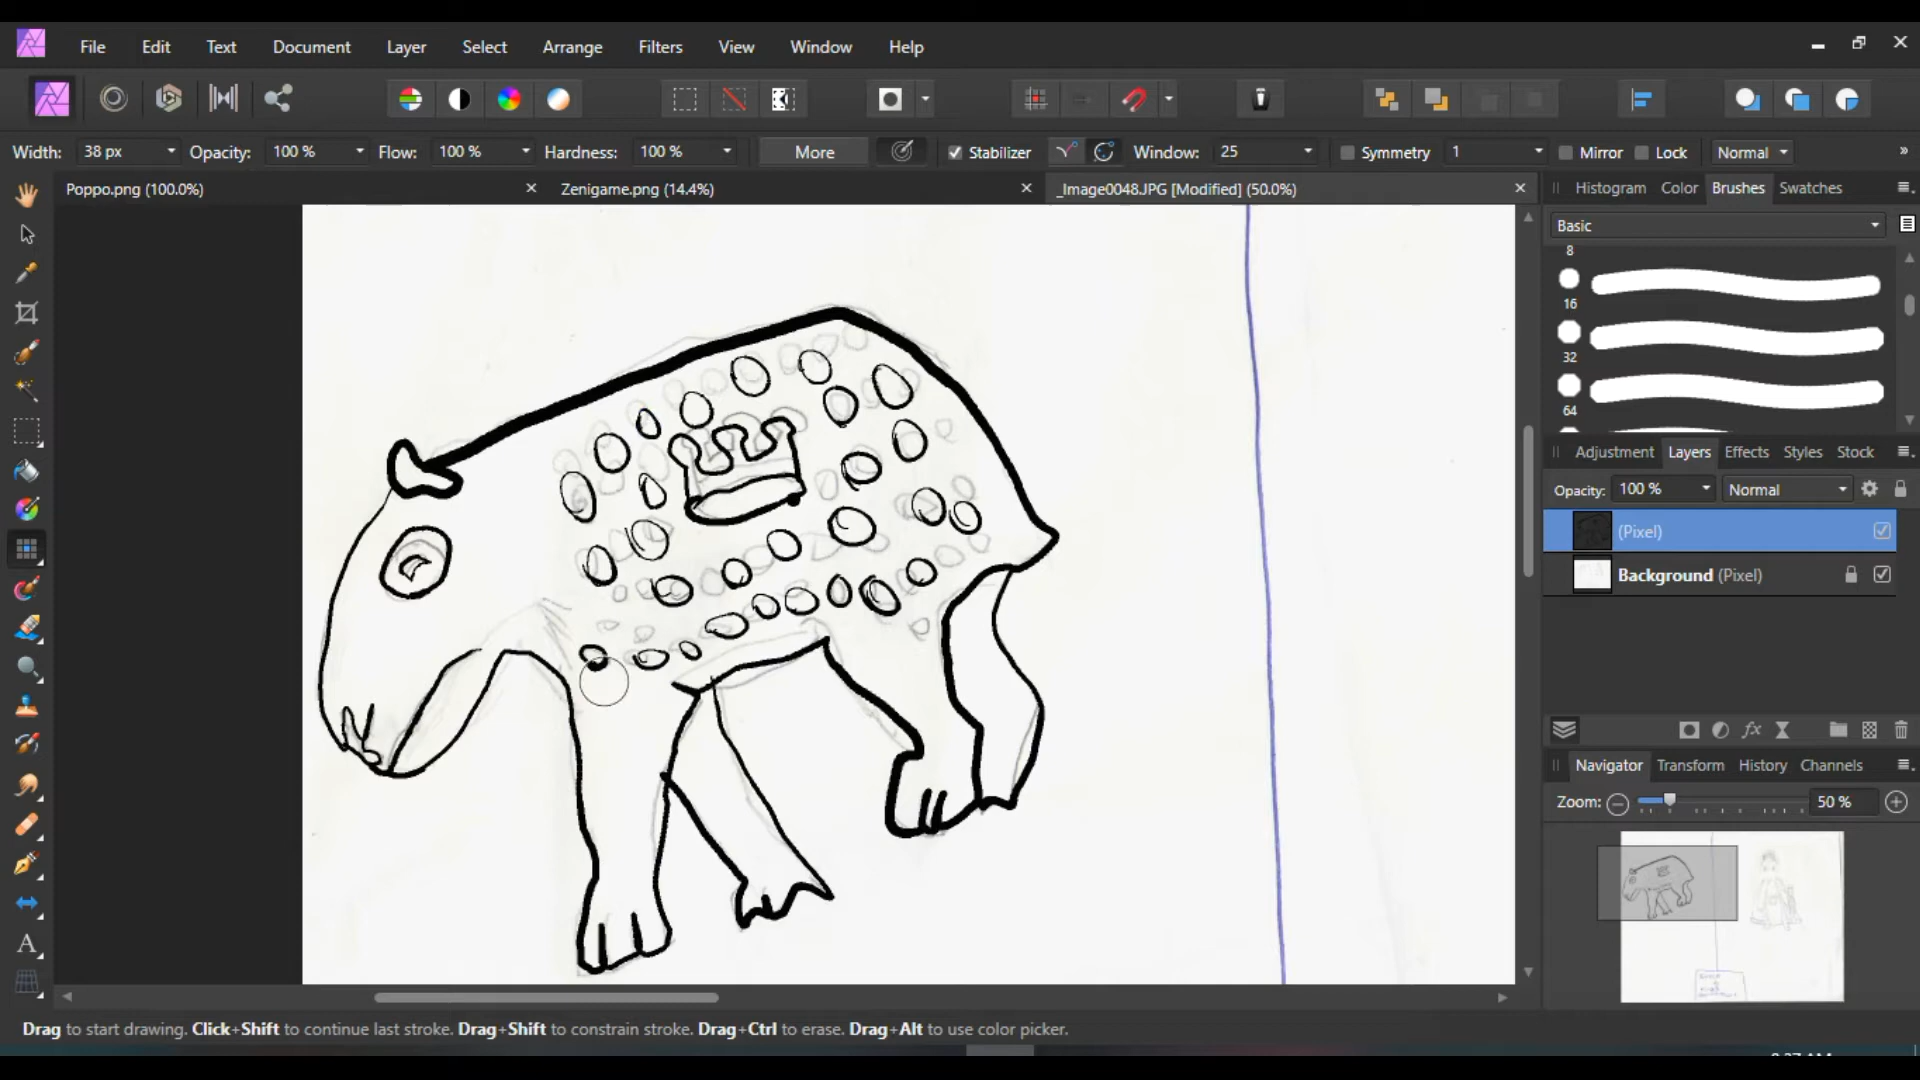 File Edit Text Document Layer Select Arrange Filters View Window Help
Width: 38 px Opacity: 100 % Flow: 100 % Hardness: 100 % More Stabilizer Window: 25 Symmetry 1 Mirror Lock Normal »
Poppo.png (100.0%) Zenigame.png (14.4%) _Image0048.JPG [Modified] (50.0%)
Histogram Color Brushes Swatches
Basic
8
16
32
64
Adjustment Layers Effects Styles Stock
Opacity: 100 % Normal
(Pixel)
Background (Pixel)
Navigator Transform History Channels
Zoom: 50 %
Drag to start drawing. Click+Shift to continue last stroke. Drag+Shift to constrain stroke. Drag+Ctrl to erase. Drag+Alt to use color picker.